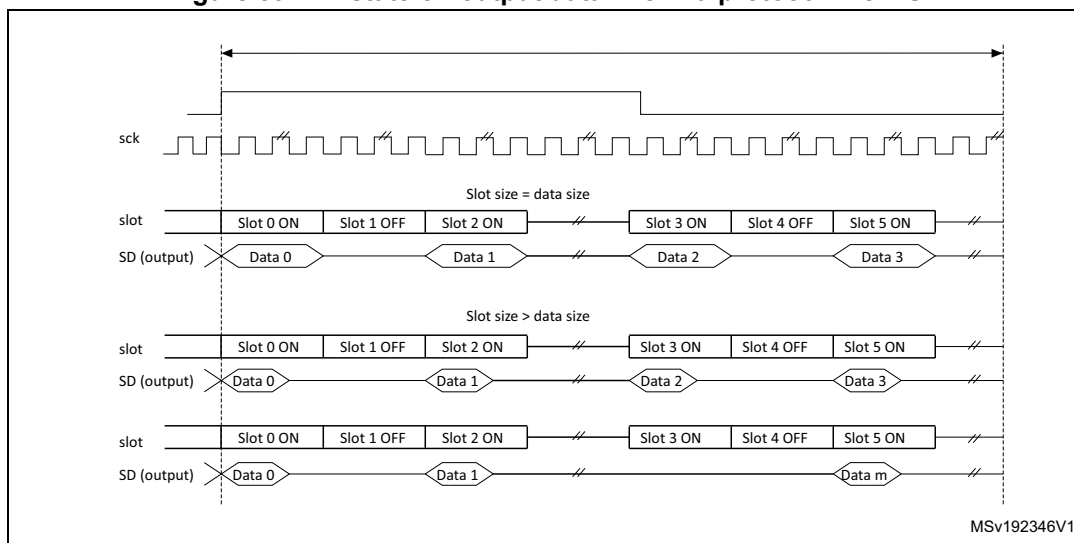 sck
Slot size = data size
slot Slot 0 ON Slot 1 OFF Slot 2 ON Slot 3 ON Slot 4 OFF Slot 5 ON
SD (output) Data 0 Data 1 Data 2 Data 3
Slot size > data size
slot Slot 0 ON Slot 1 OFF Slot 2 ON Slot 3 ON Slot 4 OFF Slot 5 ON
SD (output) Data 0 Data 1 Data 2 Data 3
slot Slot 0 ON Slot 1 OFF Slot 2 ON Slot 3 ON Slot 4 OFF Slot 5 ON
SD (output) Data 0 Data 1 Data m
MSv192346V1